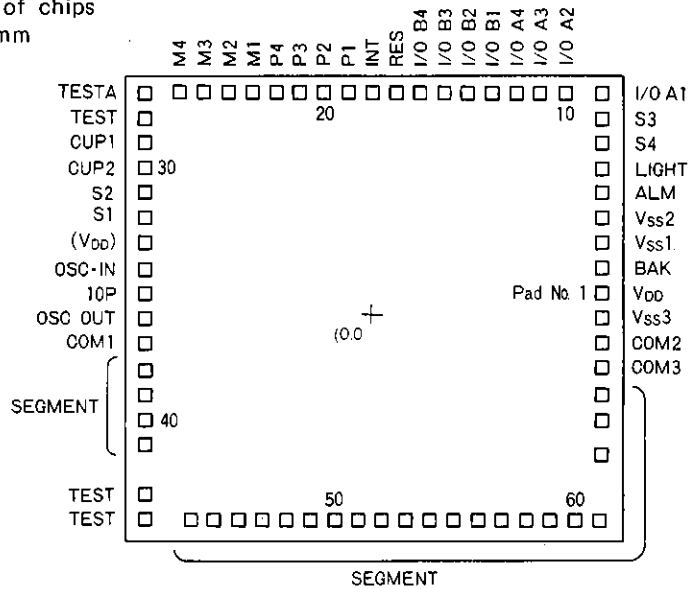 of chips
mm
M4 M3 M2 M1 P4 P3 P2 P1 INT RES I/O B4 I/O B3 I/O B2 I/O B1 I/O A4 I/O A3 I/O A2
TESTA I/O A1
20 10
TEST S3
CUP1 S4
CUP2 30 LIGHT
S2 ALM
S1 Vss2
(VDD) Vss1
OSC-IN BAK
10P Pad No. 1 VDD
OSC OUT Vss3
(0.0
COM1 COM2
COM3
SEGMENT
40
TEST 50 60
TEST
SEGMENT